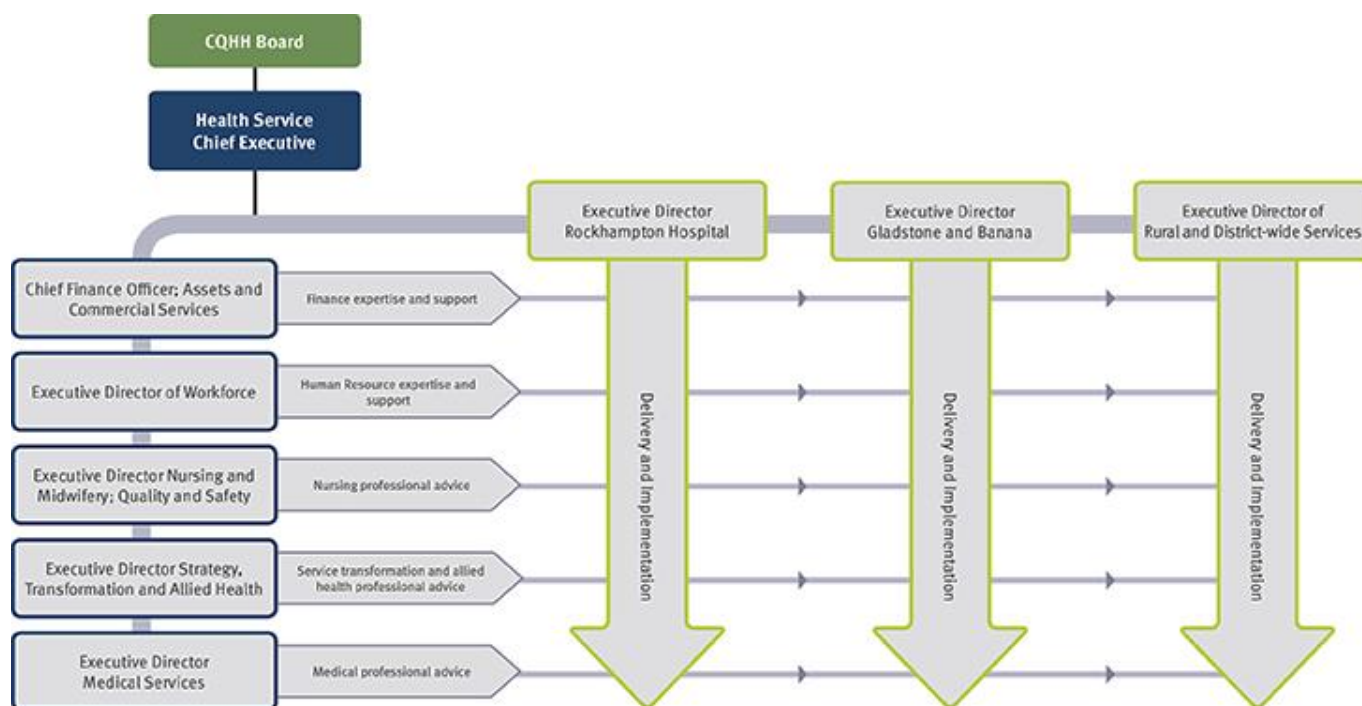 CQHH Board
Health Service
Chief Executive
Executive Director
Rockhampton Hospital
Executive Director
Gladstone and Banana
Executive Director of
Rural and District-wide Services
Chief Finance Officer; Assets and
Commercial Services
Finance expertise and support
Executive Director of Workforce
Human Resource expertise and
support
Executive Director Nursing and
Midwifery; Quality and Safety
Nursing professional advice
Executive Director Strategy,
Transformation and Allied Health
Service transformation and allied
health professional advice
Executive Director
Medical Services
Medical professional advice
Delivery and Implementation
Delivery and Implementation
Delivery and Implementation